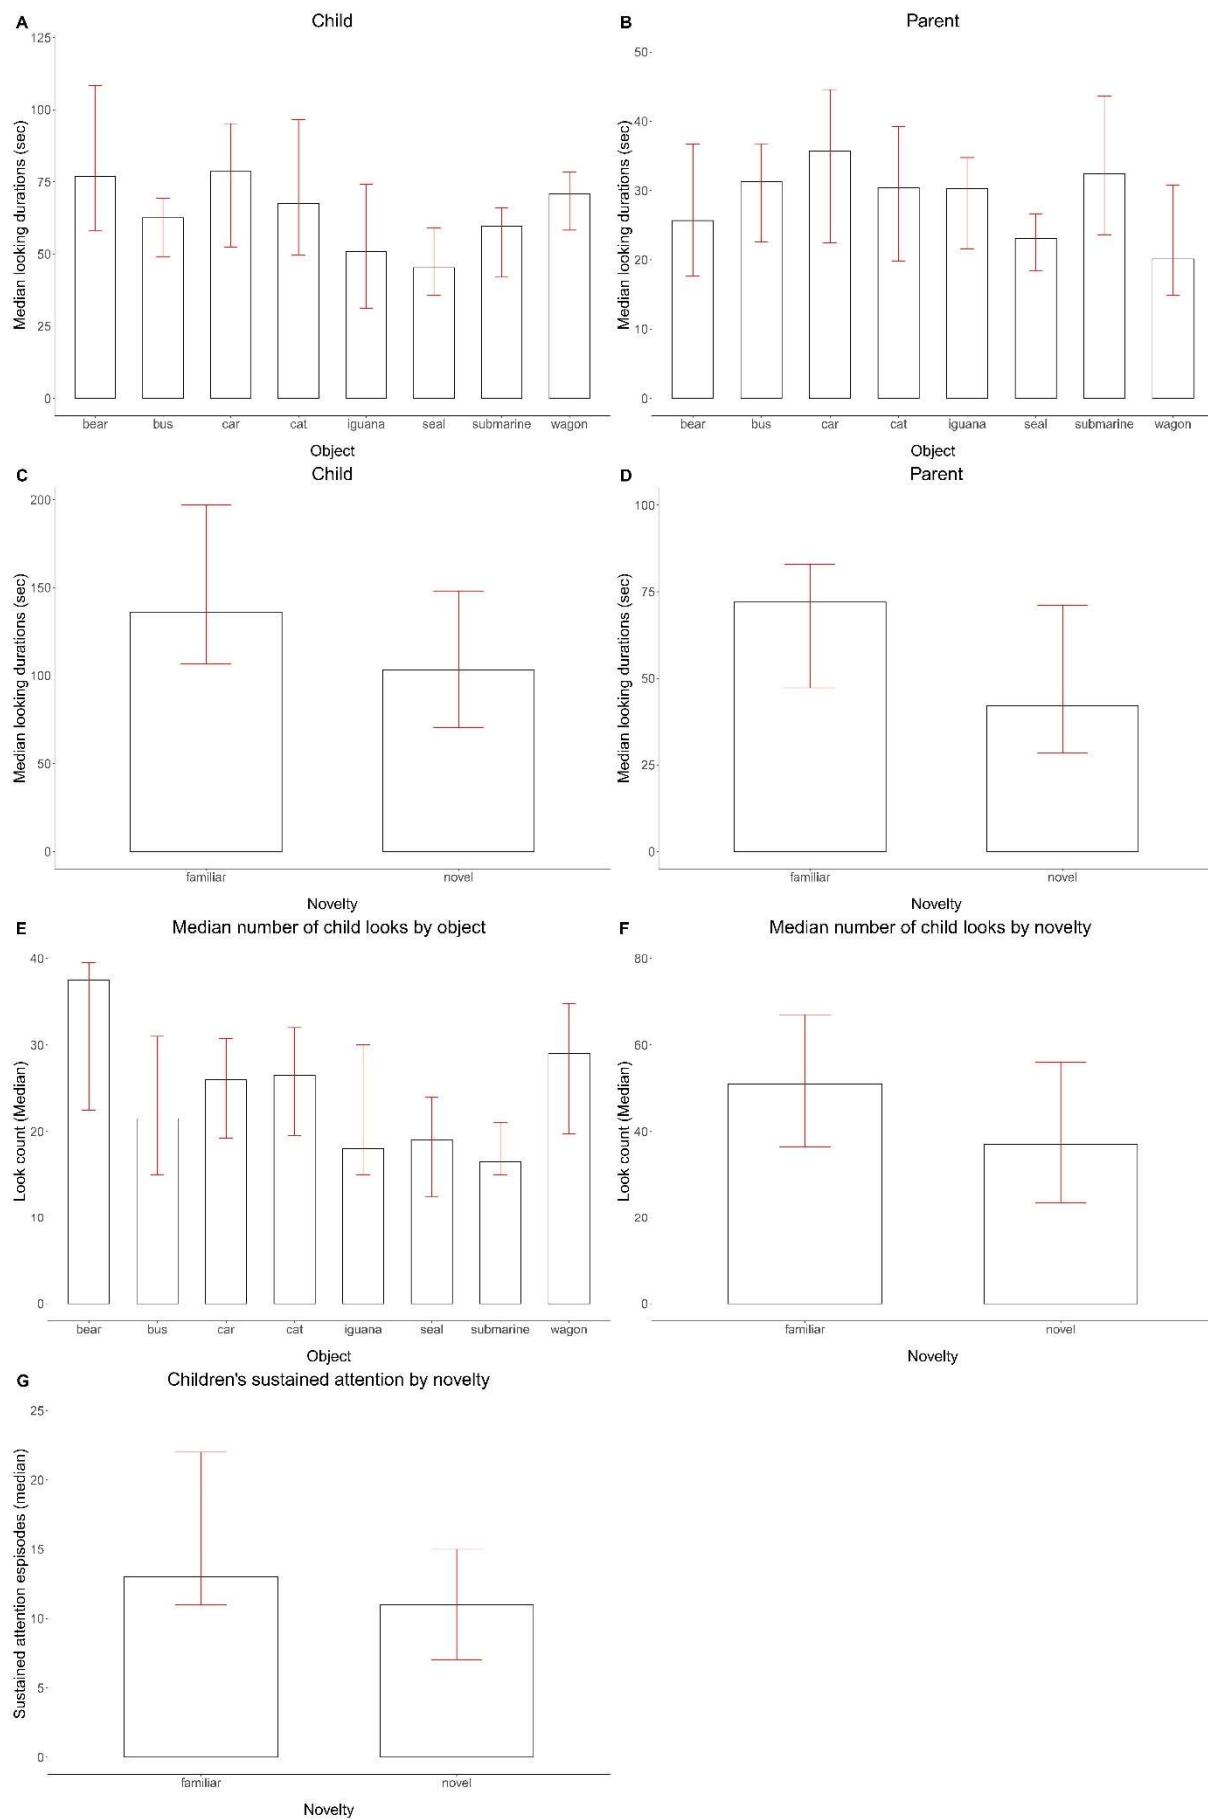 A Child
Median looking durations (sec)
125
100
75
50
25
0
bear bus car cat iguana seal submarine wagon
Object
B Parent
Median looking durations (sec)
50
40
30
20
10
0
bear bus car cat iguana seal submarine wagon
Object
C Child
Median looking durations (sec)
200
150
100
50
0
familiar novel
Novelty
D Parent
Median looking durations (sec)
100
75
50
25
0
familiar novel
Novelty
E Median number of child looks by object
Look count (Median)
40
30
20
10
0
bear bus car cat iguana seal submarine wagon
Object
F Median number of child looks by novelty
Look count (Median)
80
60
40
20
0
familiar novel
Novelty
G Children's sustained attention by novelty
Sustained attention espisodes (median)
25
20
15
10
5
0
familiar novel
Novelty